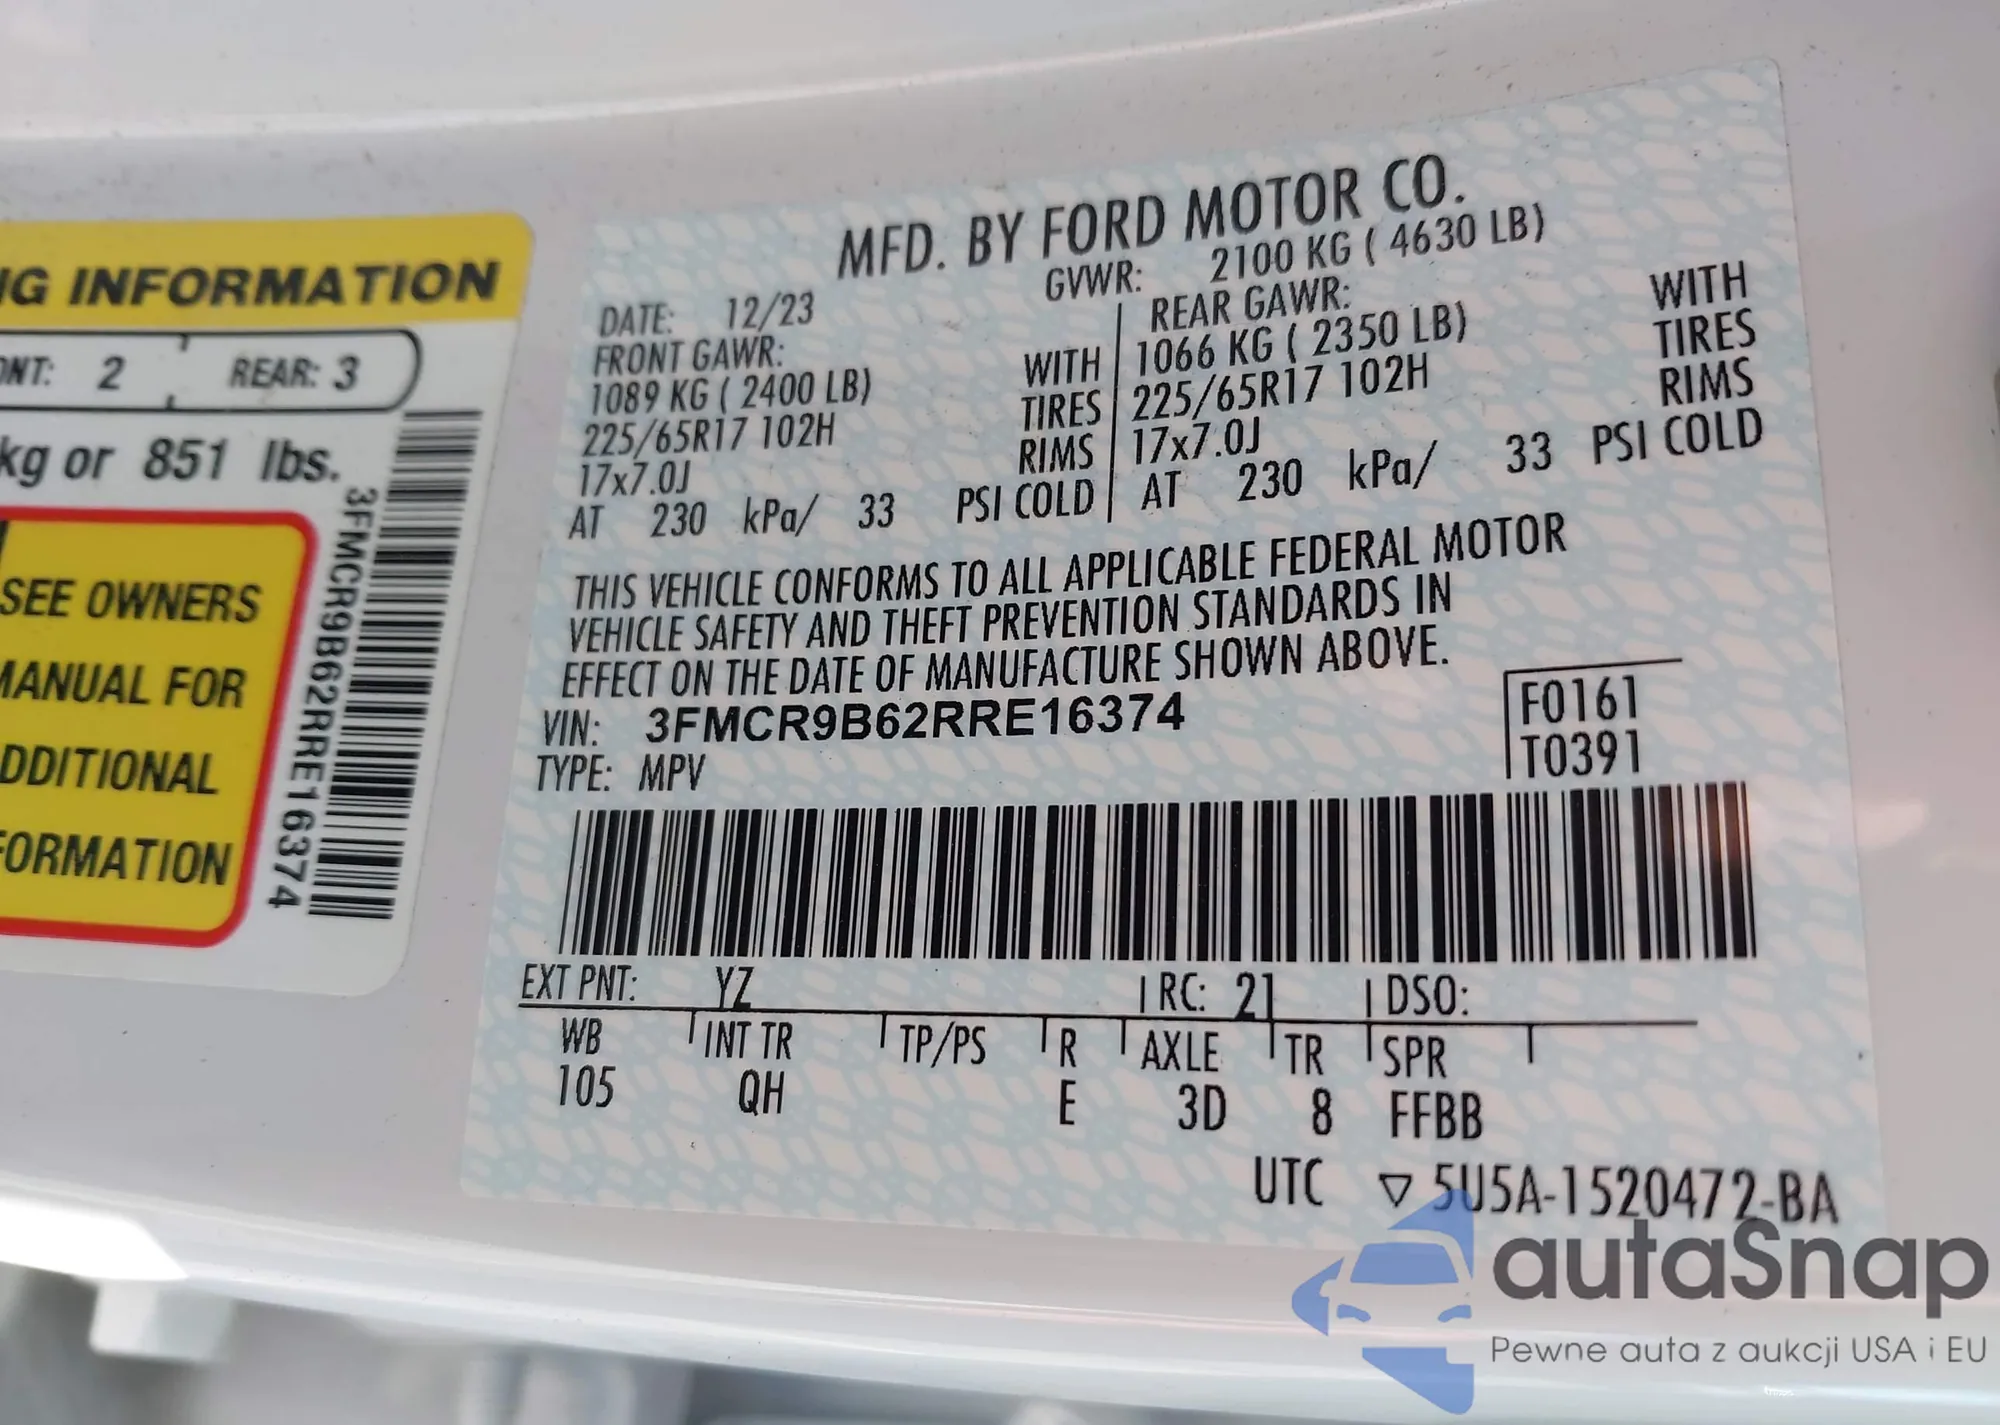 G INFORMATION
REAR: 3
2
kg or 851 lbs.
SEE OWNERS
MANUAL FOR
3FMCR9B62RRE16374
MFD. BY FORD MOTOR CO.
DATE: 12/23 GVWR: 2100 KG ( 4630 LB)
FRONT GAWR: REAR GAWR:
1089 KG ( 2400 LB) WITH 1066 KG ( 2350 LB) WITH
225/65R17 102H TIRES 225/65R17 102H TIRES
17x7.0J RIMS 17x7.0J RIMS
AT 230 kPa/ 33 PSI COLD AT 230 kPa/ 33 PSI COLD
THIS VEHICLE CONFORMS TO ALL APPLICABLE FEDERAL MOTOR
VEHICLE SAFETY AND THEFT PREVENTION STANDARDS IN
EFFECT ON THE DATE OF MANUFACTURE SHOWN ABOVE.
VIN: 3FMCR9B62RRE16374 F0161
TYPE: MPV T0391
EXT PNT: YZ RC: 21 DSO:
WB INT TR TP/PS R AXLE TR SPR
105 QH E 3D 8 FFBB
UTC ▽ 5U5A-1520472-BA
autaSnap
Pewne auta z aukcji USA i EU